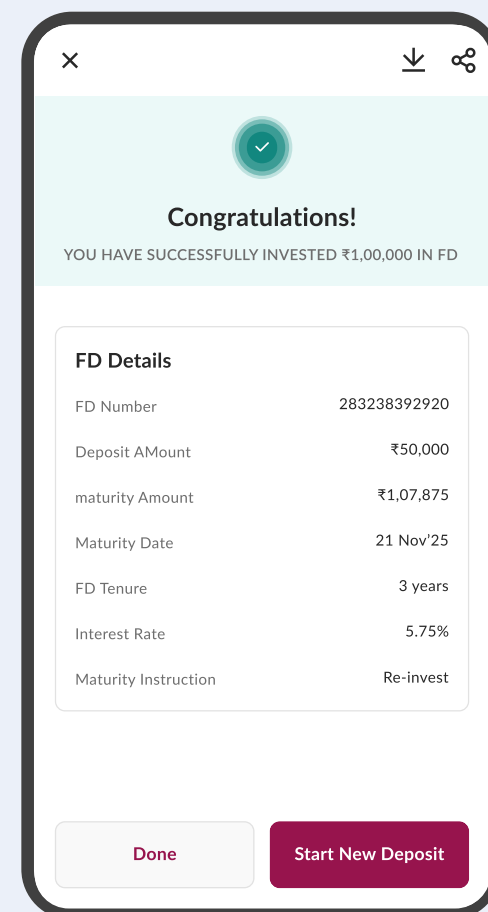 Congratulations!
YOU HAVE SUCCESSFULLY INVESTED ₹1,00,000 IN FD
FD Details
FD Number 283238392920
Deposit AMount ₹50,000
maturity Amount ₹1,07,875
Maturity Date 21 Nov’25
FD Tenure 3 years
Interest Rate 5.75%
Maturity Instruction Re-invest
Done Start New Deposit